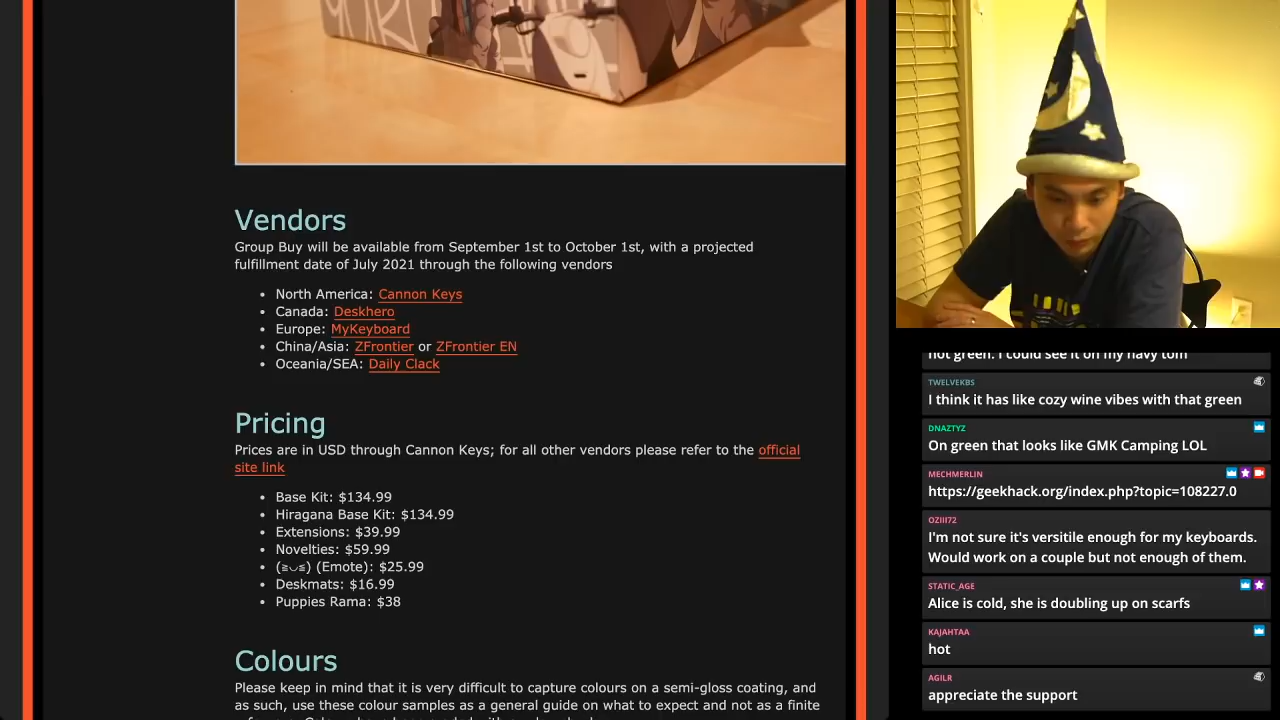 Vendors
Group Buy will be available from September 1st to October 1st, with a projected
fulfillment date of July 2021 through the following vendors
• North America: Cannon Keys
• Canada: Deskhero
• Europe: MyKeyboard
• China/Asia: ZFrontier or ZFrontier EN
• Oceania/SEA: Daily Clack
Pricing
Prices are in USD through Cannon Keys; for all other vendors please refer to the official
site link
• Base Kit: $134.99
• Hiragana Base Kit: $134.99
• Extensions: $39.99
• Novelties: $59.99
• (≧◡≦) (Emote): $25.99
• Deskmats: $16.99
• Puppies Rama: $38
Colours
Please keep in mind that it is very difficult to capture colours on a semi-gloss coating, and
as such, use these colour samples as a general guide on what to expect and not as a finite
not green. I could see it on my navy tom
TWELVEKBS
I think it has like cozy wine vibes with that green
DNAZTYZ
On green that looks like GMK Camping LOL
MECHMERLIN
https://geekhack.org/index.php?topic=108227.0
OZIII72
I'm not sure it's versitile enough for my keyboards.
Would work on a couple but not enough of them.
STATIC_AGE
Alice is cold, she is doubling up on scarfs
KAJAHTAA
hot
AGILR
appreciate the support